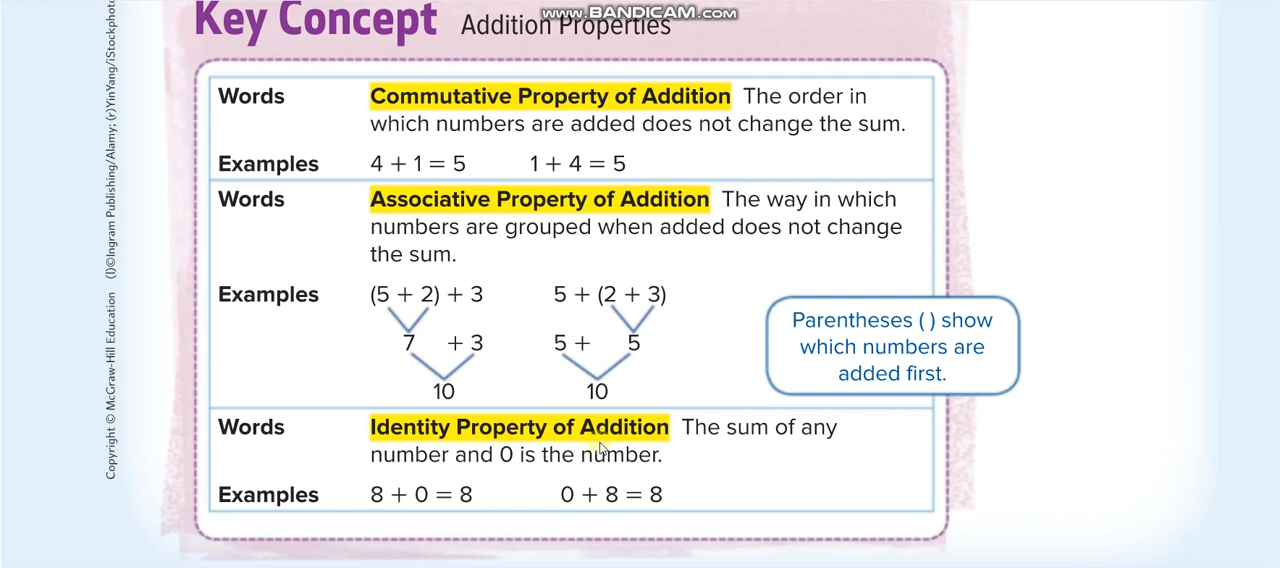 www.BANDICAM.com
Key Concept Addition Properties
Words Commutative Property of Addition The order in
which numbers are added does not change the sum.
Examples 4 + 1 = 5 1 + 4 = 5
Words Associative Property of Addition The way in which
numbers are grouped when added does not change
the sum.
Examples (5 + 2) + 3 5 + (2 + 3)
7 + 3 5 + 5
10 10
Parentheses ( ) show
which numbers are
added first.
Words Identity Property of Addition The sum of any
number and 0 is the number.
Examples 8 + 0 = 8 0 + 8 = 8
Copyright © McGraw-Hill Education (l)©Ingram Publishing/Alamy; (r)YinYang/iStockphoto